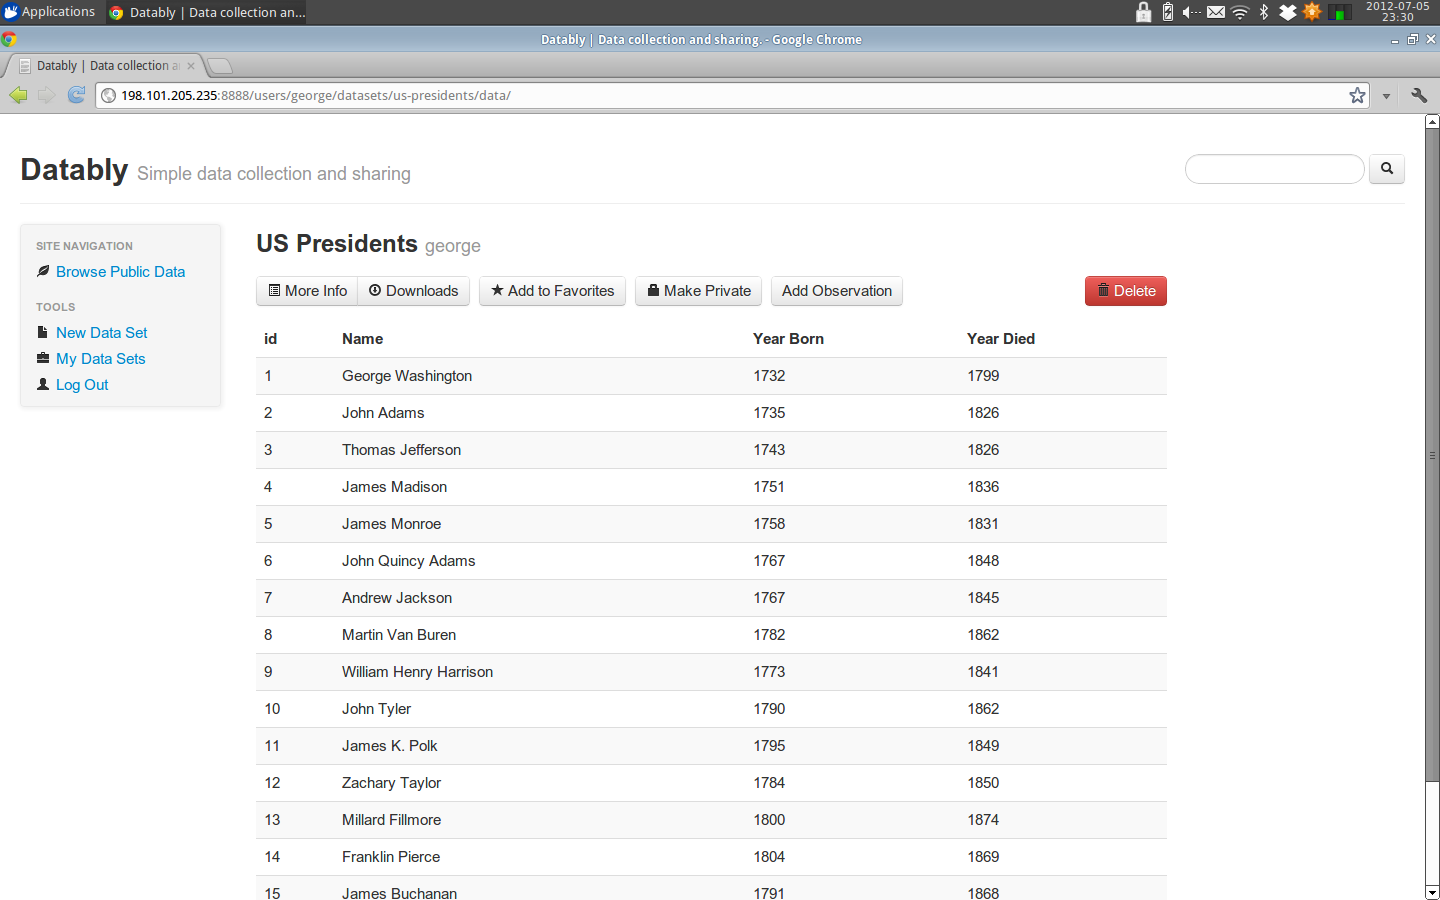 Applications
Datably | Data collection an...
2012-07-05
23:30
Datably | Data collection and sharing. - Google Chrome
Datably | Data collection a
198.101.205.235:8888/users/george/datasets/us-presidents/data/
Datably Simple data collection and sharing
SITE NAVIGATION
Browse Public Data
TOOLS
New Data Set
My Data Sets
Log Out
US Presidents george
More Info Downloads Add to Favorites Make Private Add Observation Delete
id Name Year Born Year Died
1 George Washington 1732 1799
2 John Adams 1735 1826
3 Thomas Jefferson 1743 1826
4 James Madison 1751 1836
5 James Monroe 1758 1831
6 John Quincy Adams 1767 1848
7 Andrew Jackson 1767 1845
8 Martin Van Buren 1782 1862
9 William Henry Harrison 1773 1841
10 John Tyler 1790 1862
11 James K. Polk 1795 1849
12 Zachary Taylor 1784 1850
13 Millard Fillmore 1800 1874
14 Franklin Pierce 1804 1869
15 James Buchanan 1791 1868